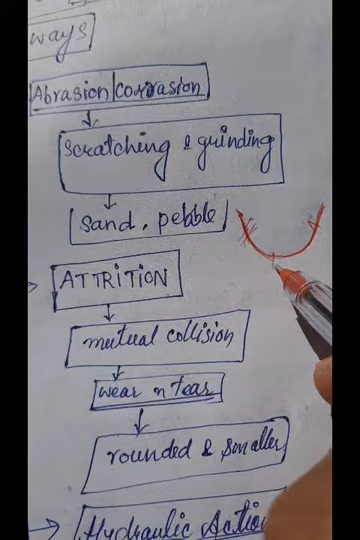 ways
Abrasion/corrasion
Scratching & grinding
sand, pebble
ATTRITION
mutual collision
wear n tear
rounded & smaller
Hydraulic Action